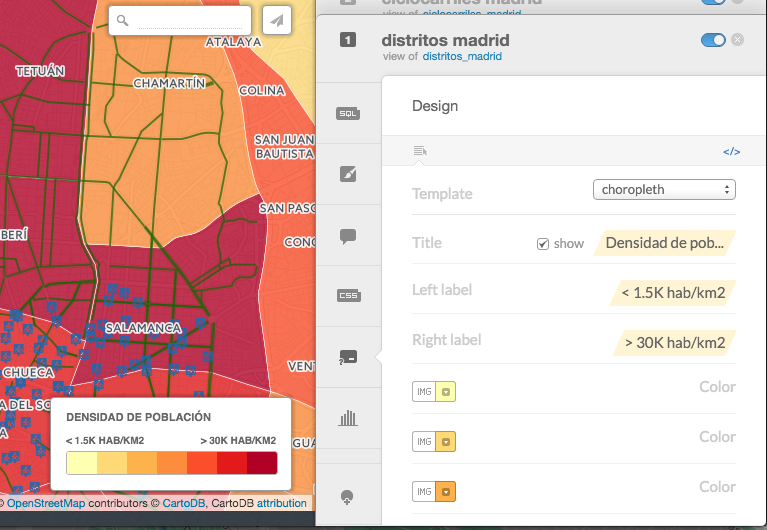 TETUÁN
ATALAYA
CHAMARTÍN
COLINA
SAN JUAN
BAUTISTA
SAN PASC
CONC
BERÍ
SALAMANCA
VENT
CHUECA
A DEL SO
GUA
DENSIDAD DE POBLACIÓN
< 1.5K HAB/KM2 > 30K HAB/KM2
© OpenStreetMap contributors © CartoDB, CartoDB attribution
2 ciclocarriles madrid
view of ciclocarriles_madrid
1 distritos madrid
view of distritos_madrid
SQL
CSS
Design
</>
Template choropleth
Title show Densidad de pob...
Left label < 1.5K hab/km2
Right label > 30K hab/km2
IMG Color
IMG Color
IMG Color